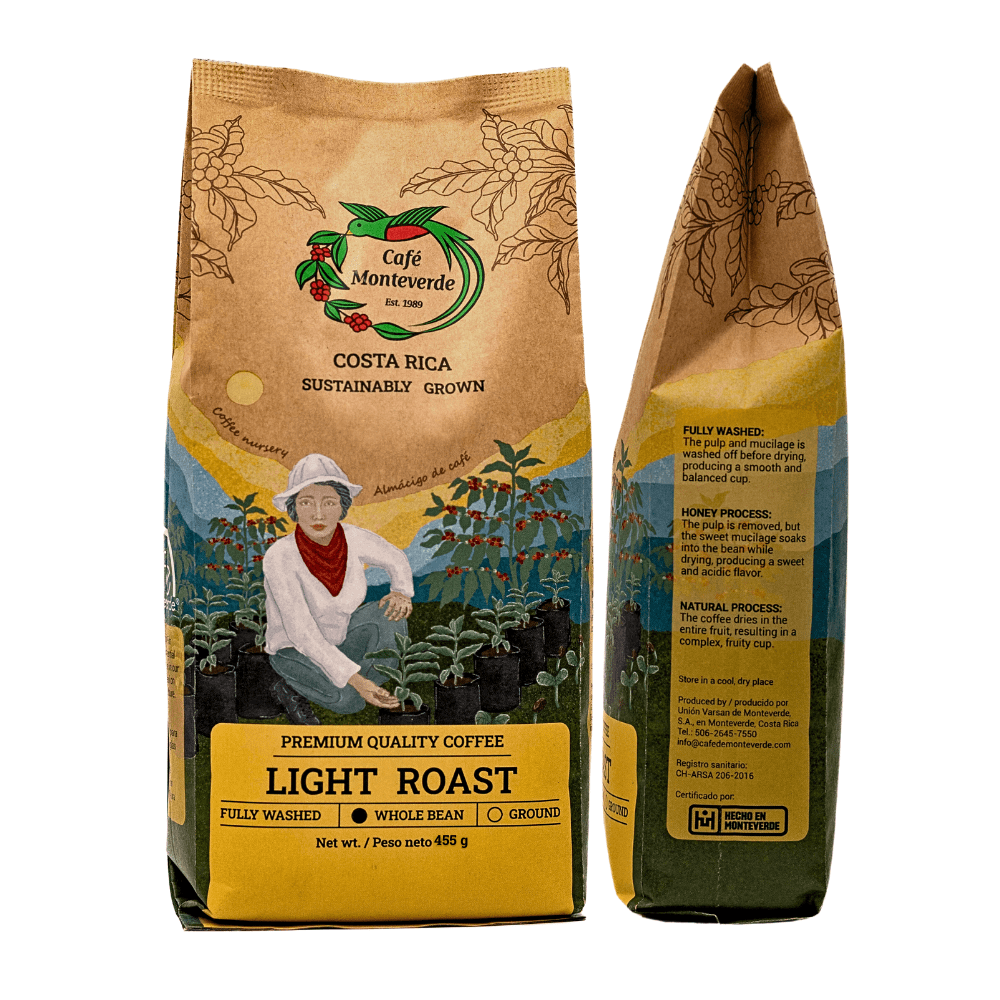 Café
Monteverde
Est. 1989
COSTA RICA
SUSTAINABLY GROWN
Coffee nursery
Almácigo de café
PREMIUM QUALITY COFFEE
LIGHT ROAST
FULLY WASHED
WHOLE BEAN
GROUND
Net wt. / Peso neto 455 g
FULLY WASHED:
The pulp and mucilage is
washed off before drying,
producing a smooth and
balanced cup.
HONEY PROCESS:
The pulp is removed, but
the sweet mucilage soaks
into the bean while
drying, producing a sweet
and acidic flavor.
NATURAL PROCESS:
The coffee dries in the
entire fruit, resulting in a
complex, fruity cup.
Store in a cool, dry place
Produced by / producido por
Unión Varsan de Monteverde,
S.A., en Monteverde, Costa Rica
Tel.: 506-2645-7550
info@cafedemonteverde.com
Registro sanitario:
CH-ARSA 206-2016
Certificado por:
HECHO EN
MONTEVERDE
GROUND